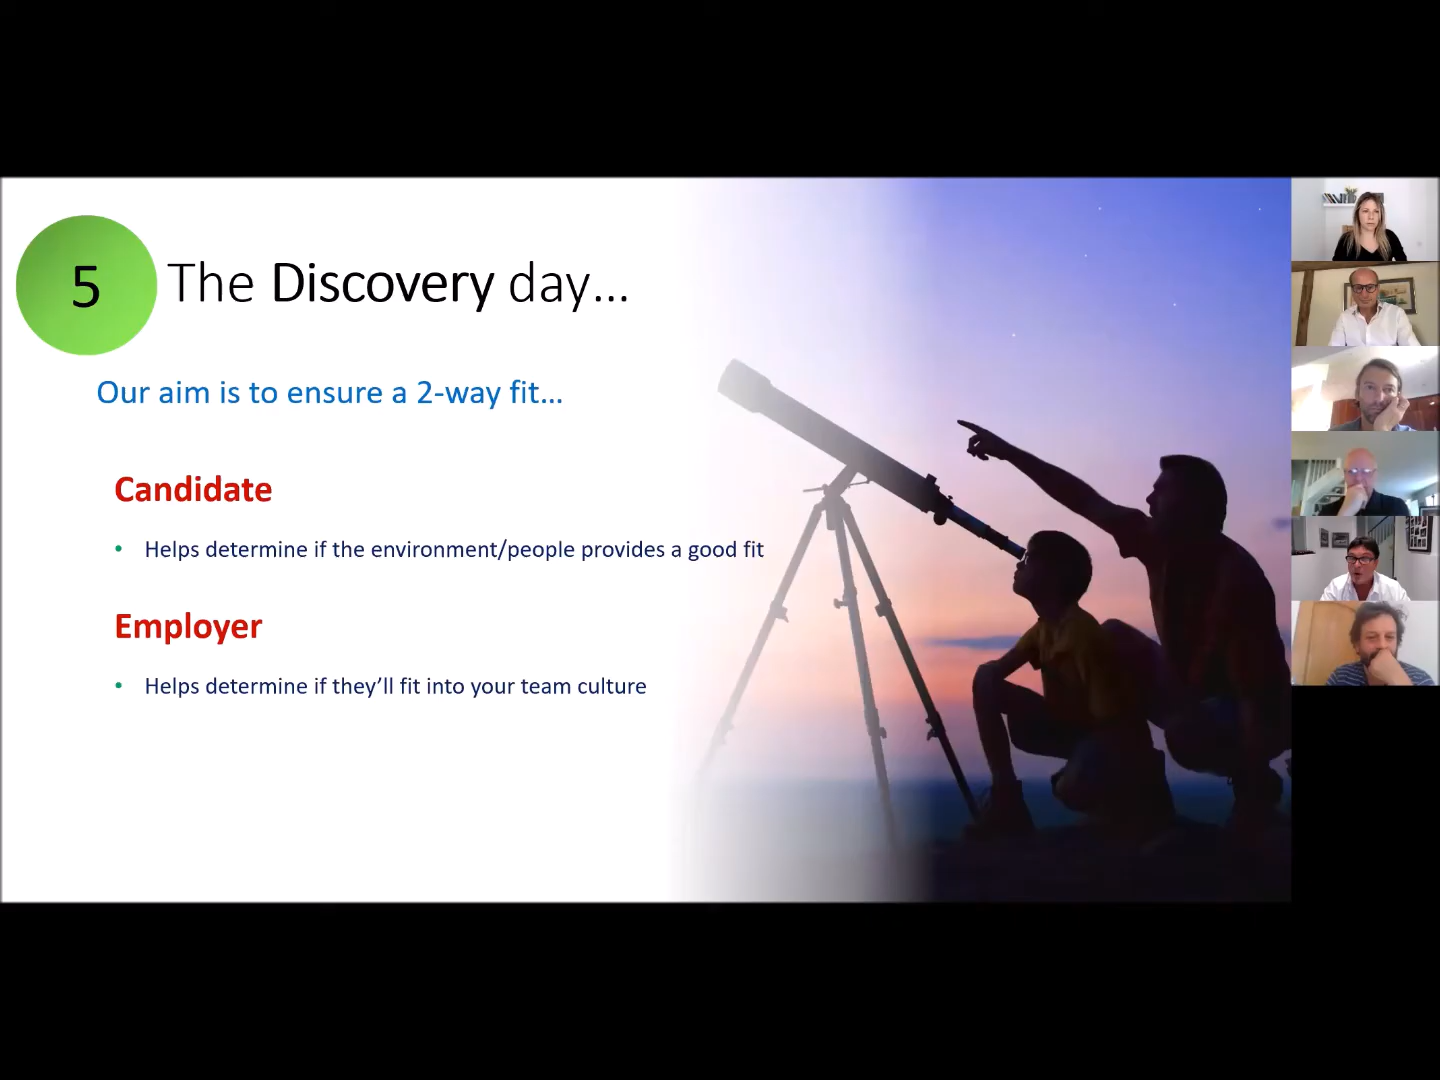 5
The Discovery day...
Our aim is to ensure a 2-way fit...
Candidate
• Helps determine if the environment/people provides a good fit
Employer
• Helps determine if they’ll fit into your team culture